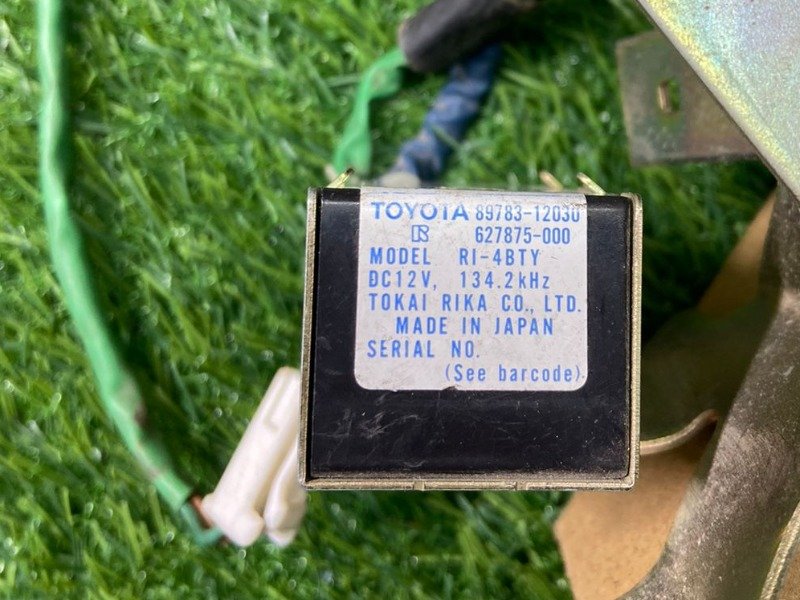 TOYOTA 89783-12030
R 627875-000
MODEL RI-4BTY
DC12V, 134.2kHz
TOKAI RIKA CO., LTD.
MADE IN JAPAN
SERIAL NO.
(See barcode)